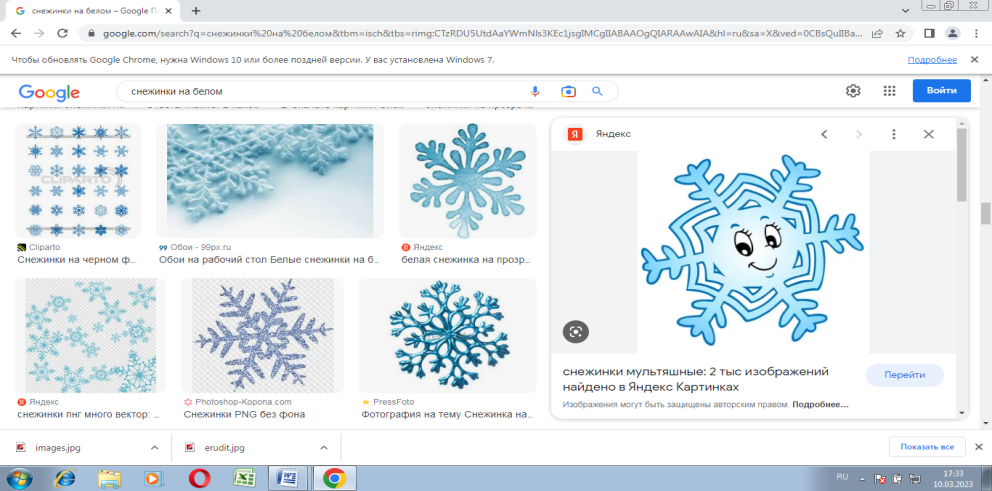 снежинки на белом – Google П
google.com/search?q=снежинки%20на%20белом&tbm=isch&tbs=rimg:CTzRDU5UtdAaYWmNls3KEc1jsgIMCgIIABAAOgQIARAAwAIA&hl=ru&sa=X&ved=0CBsQuIIBa...
Чтобы обновить Google Chrome, нужна Windows 10 или более поздней версии. У вас установлена Windows 7.
Подробнее
Google
снежинки на белом
Войти
CLIPARTO
Cliparto
Снежинки на черном ф...
Обои - 99px.ru
Обои на рабочий стол Белые снежинки на б...
Яндекс
белая снежинка на прозр...
Яндекс
снежинки пнг много вектор: ...
Photoshop-Kopona.com
Снежинки PNG без фона
PressFoto
Фотография на тему Снежинка на...
Я Яндекс
снежинки мультяшные: 2 тыс изображений
найдено в Яндекс Картинках
Перейти
Изображения могут быть защищены авторским правом. Подробнее...
images.jpg
erudit.jpg
Показать все
RU
17:33
10.03.2023